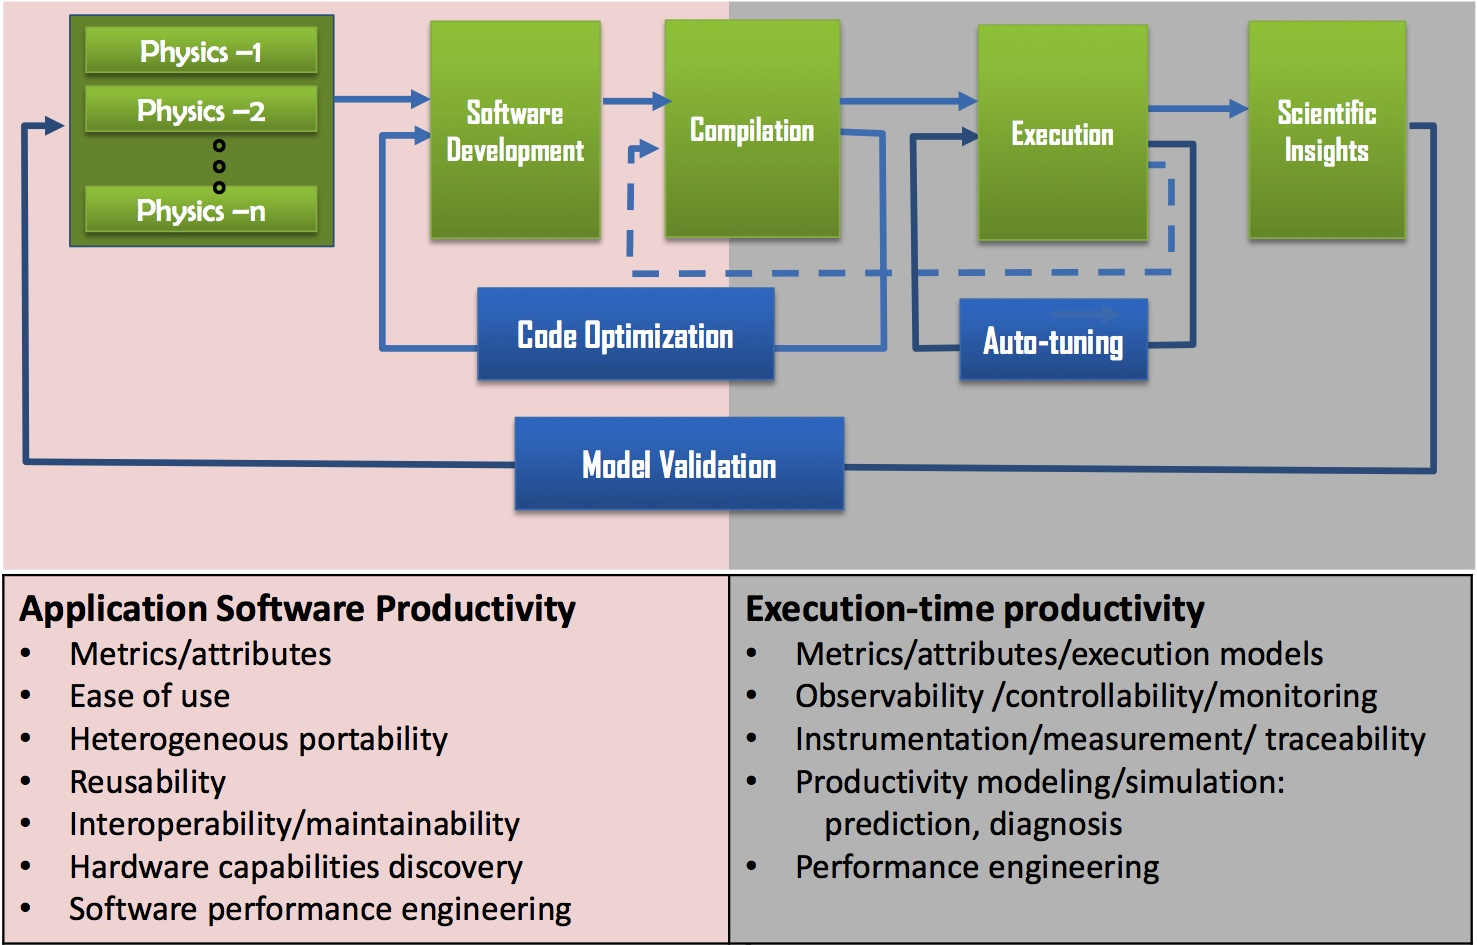 Physics –1
Physics –2
Physics –n
Software
Development
Compilation
Execution
Scientific
Insights
Code Optimization
Auto-tuning
Model Validation
Application Software Productivity
• Metrics/attributes
• Ease of use
• Heterogeneous portability
• Reusability
• Interoperability/maintainability
• Hardware capabilities discovery
• Software performance engineering
Execution-time productivity
• Metrics/attributes/execution models
• Observability /controllability/monitoring
• Instrumentation/measurement/ traceability
• Productivity modeling/simulation:
prediction, diagnosis
• Performance engineering